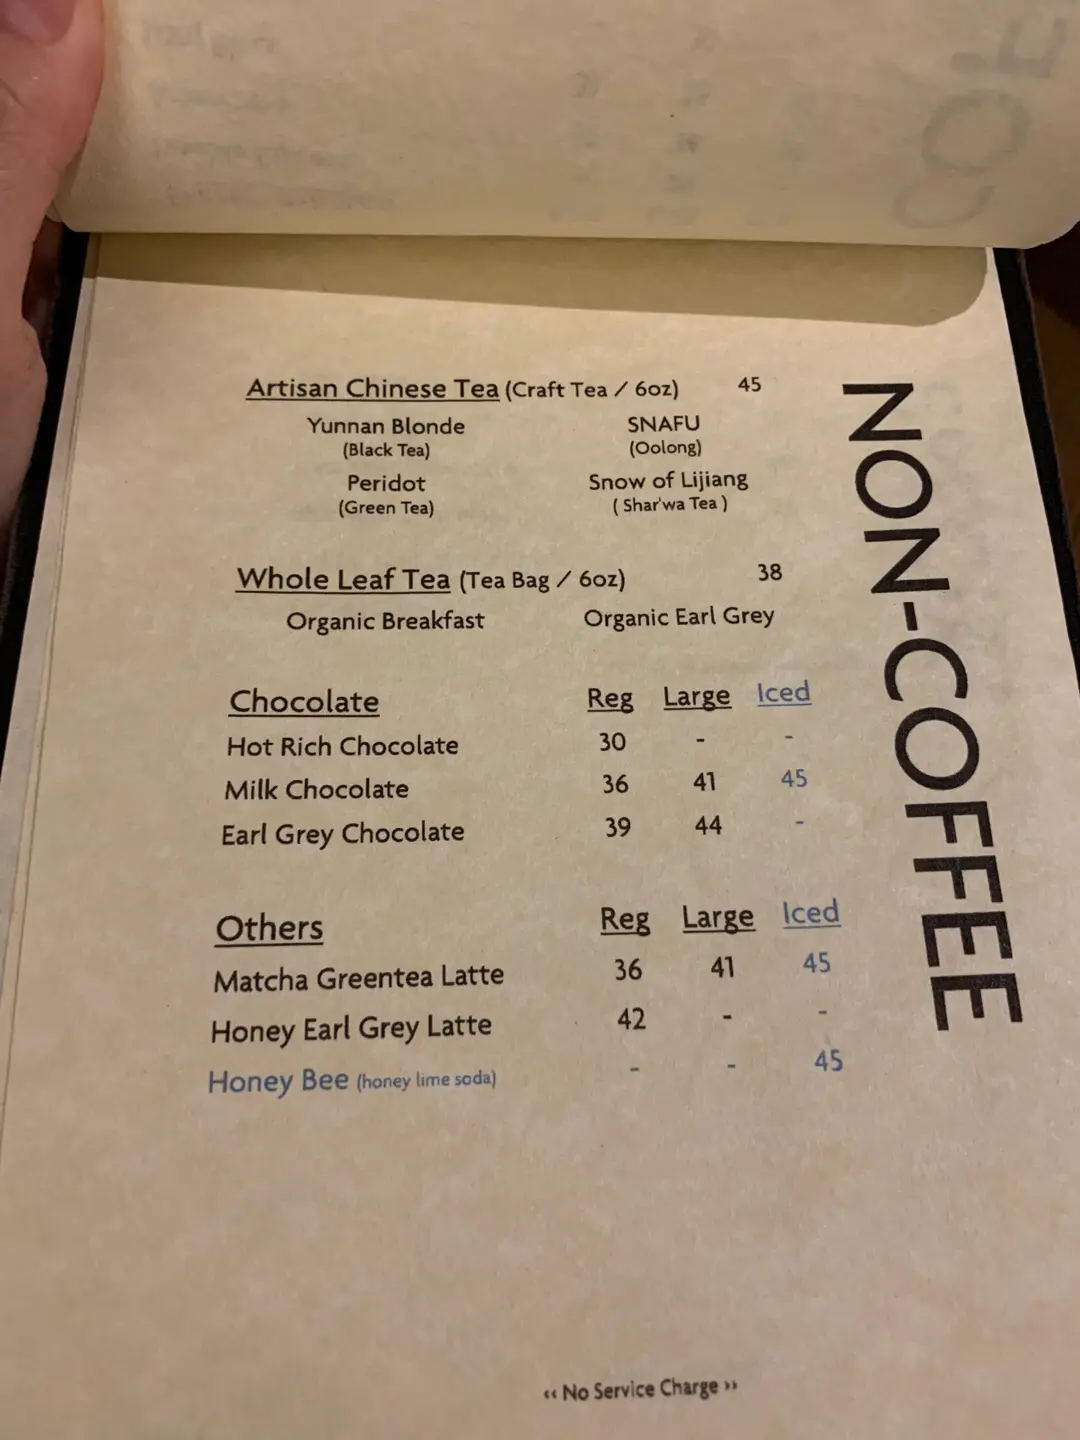 Artisan Chinese Tea (Craft Tea / 6oz) 45
Yunnan Blonde SNAFU
(Black Tea) (Oolong)
Peridot Snow of Lijiang
(Green Tea) ( Shar'wa Tea )
Whole Leaf Tea (Tea Bag / 6oz) 38
Organic Breakfast Organic Earl Grey
Chocolate Reg Large Iced
Hot Rich Chocolate 30 - -
Milk Chocolate 36 41 45
Earl Grey Chocolate 39 44 -
Others Reg Large Iced
Matcha Greentea Latte 36 41 45
Honey Earl Grey Latte 42 - -
Honey Bee (honey lime soda) - - 45
NON-COFFEE
‹‹ No Service Charge ››